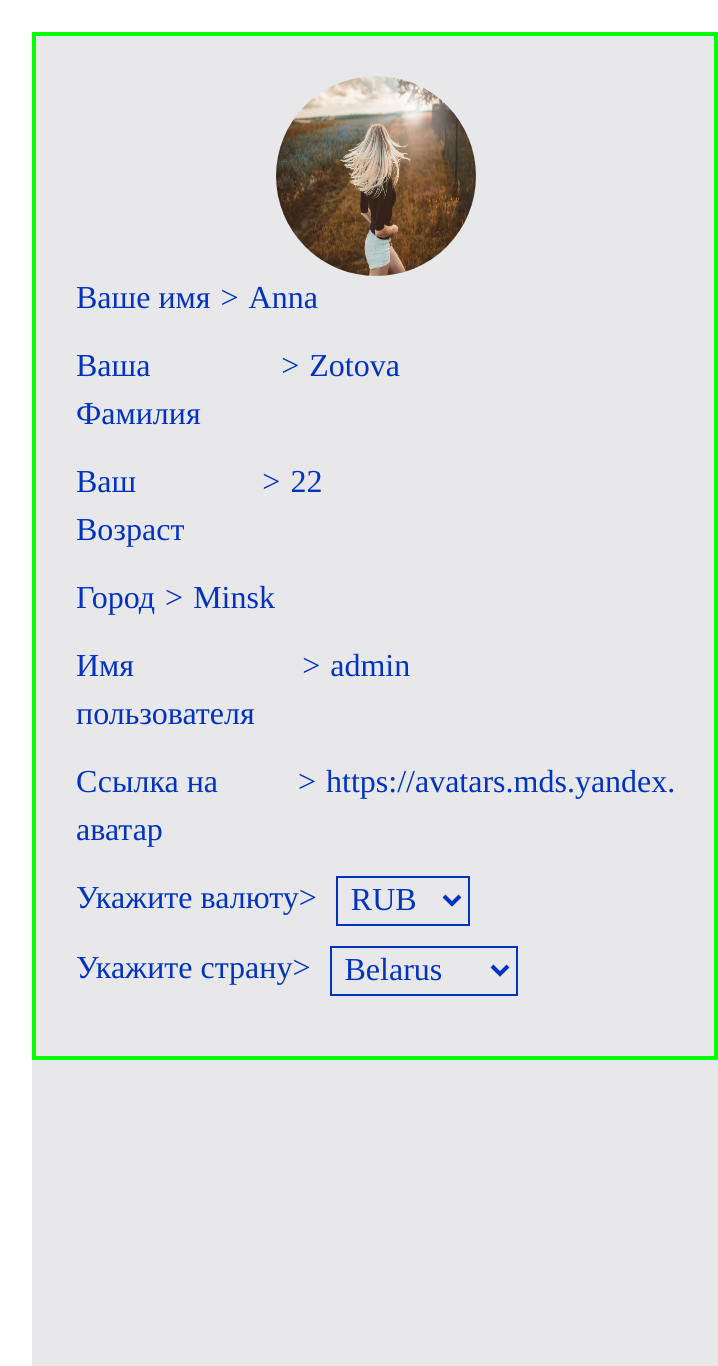 Ваше имя > Anna
Ваша > Zotova
Фамилия
Ваш > 22
Возраст
Город > Minsk
Имя > admin
пользователя
Ссылка на > https://avatars.mds.yandex.
аватар
Укажите валюту> RUB
Укажите страну> Belarus